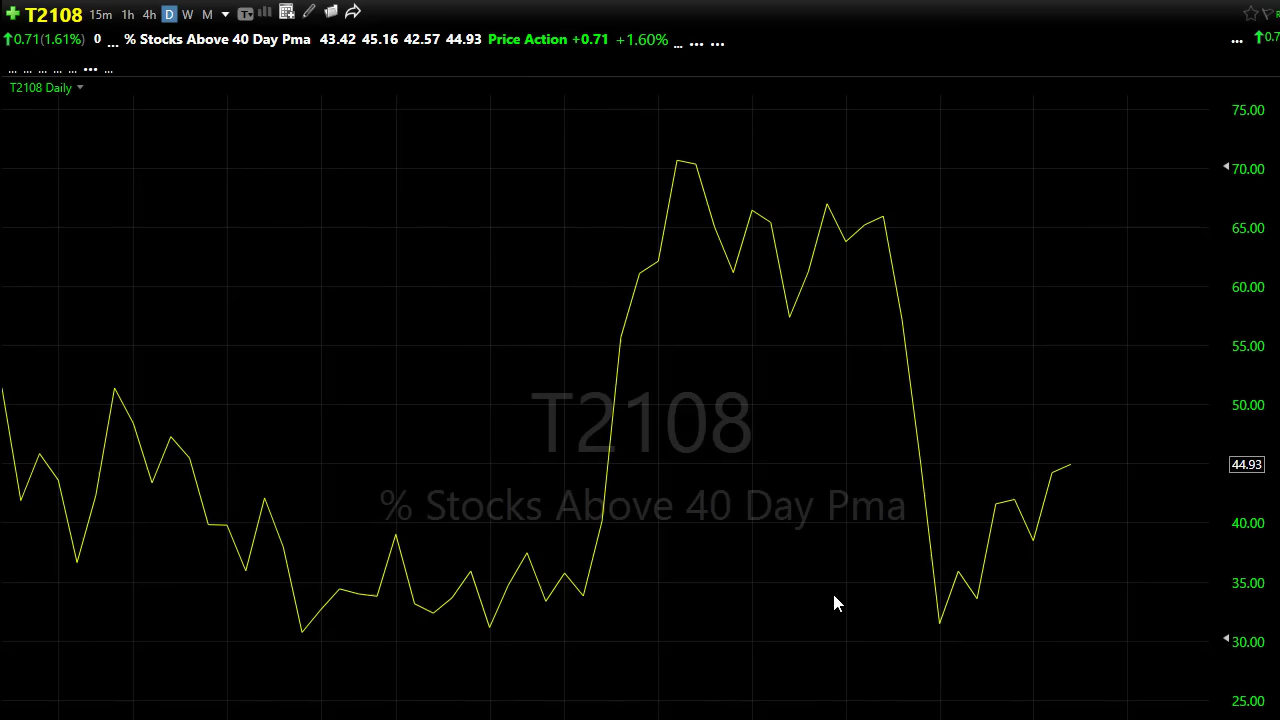 T2108 15m 1h 4h D W M
0.71(1.61%) 0 ... % Stocks Above 40 Day Pma 43.42 45.16 42.57 44.93 Price Action +0.71 +1.60% ... ... ... ... 0.7
... ... ... ... ... ... ...
T2108 Daily
75.00
70.00
65.00
60.00
55.00
50.00
T2108
44.93
% Stocks Above 40 Day Pma
40.00
35.00
30.00
25.00